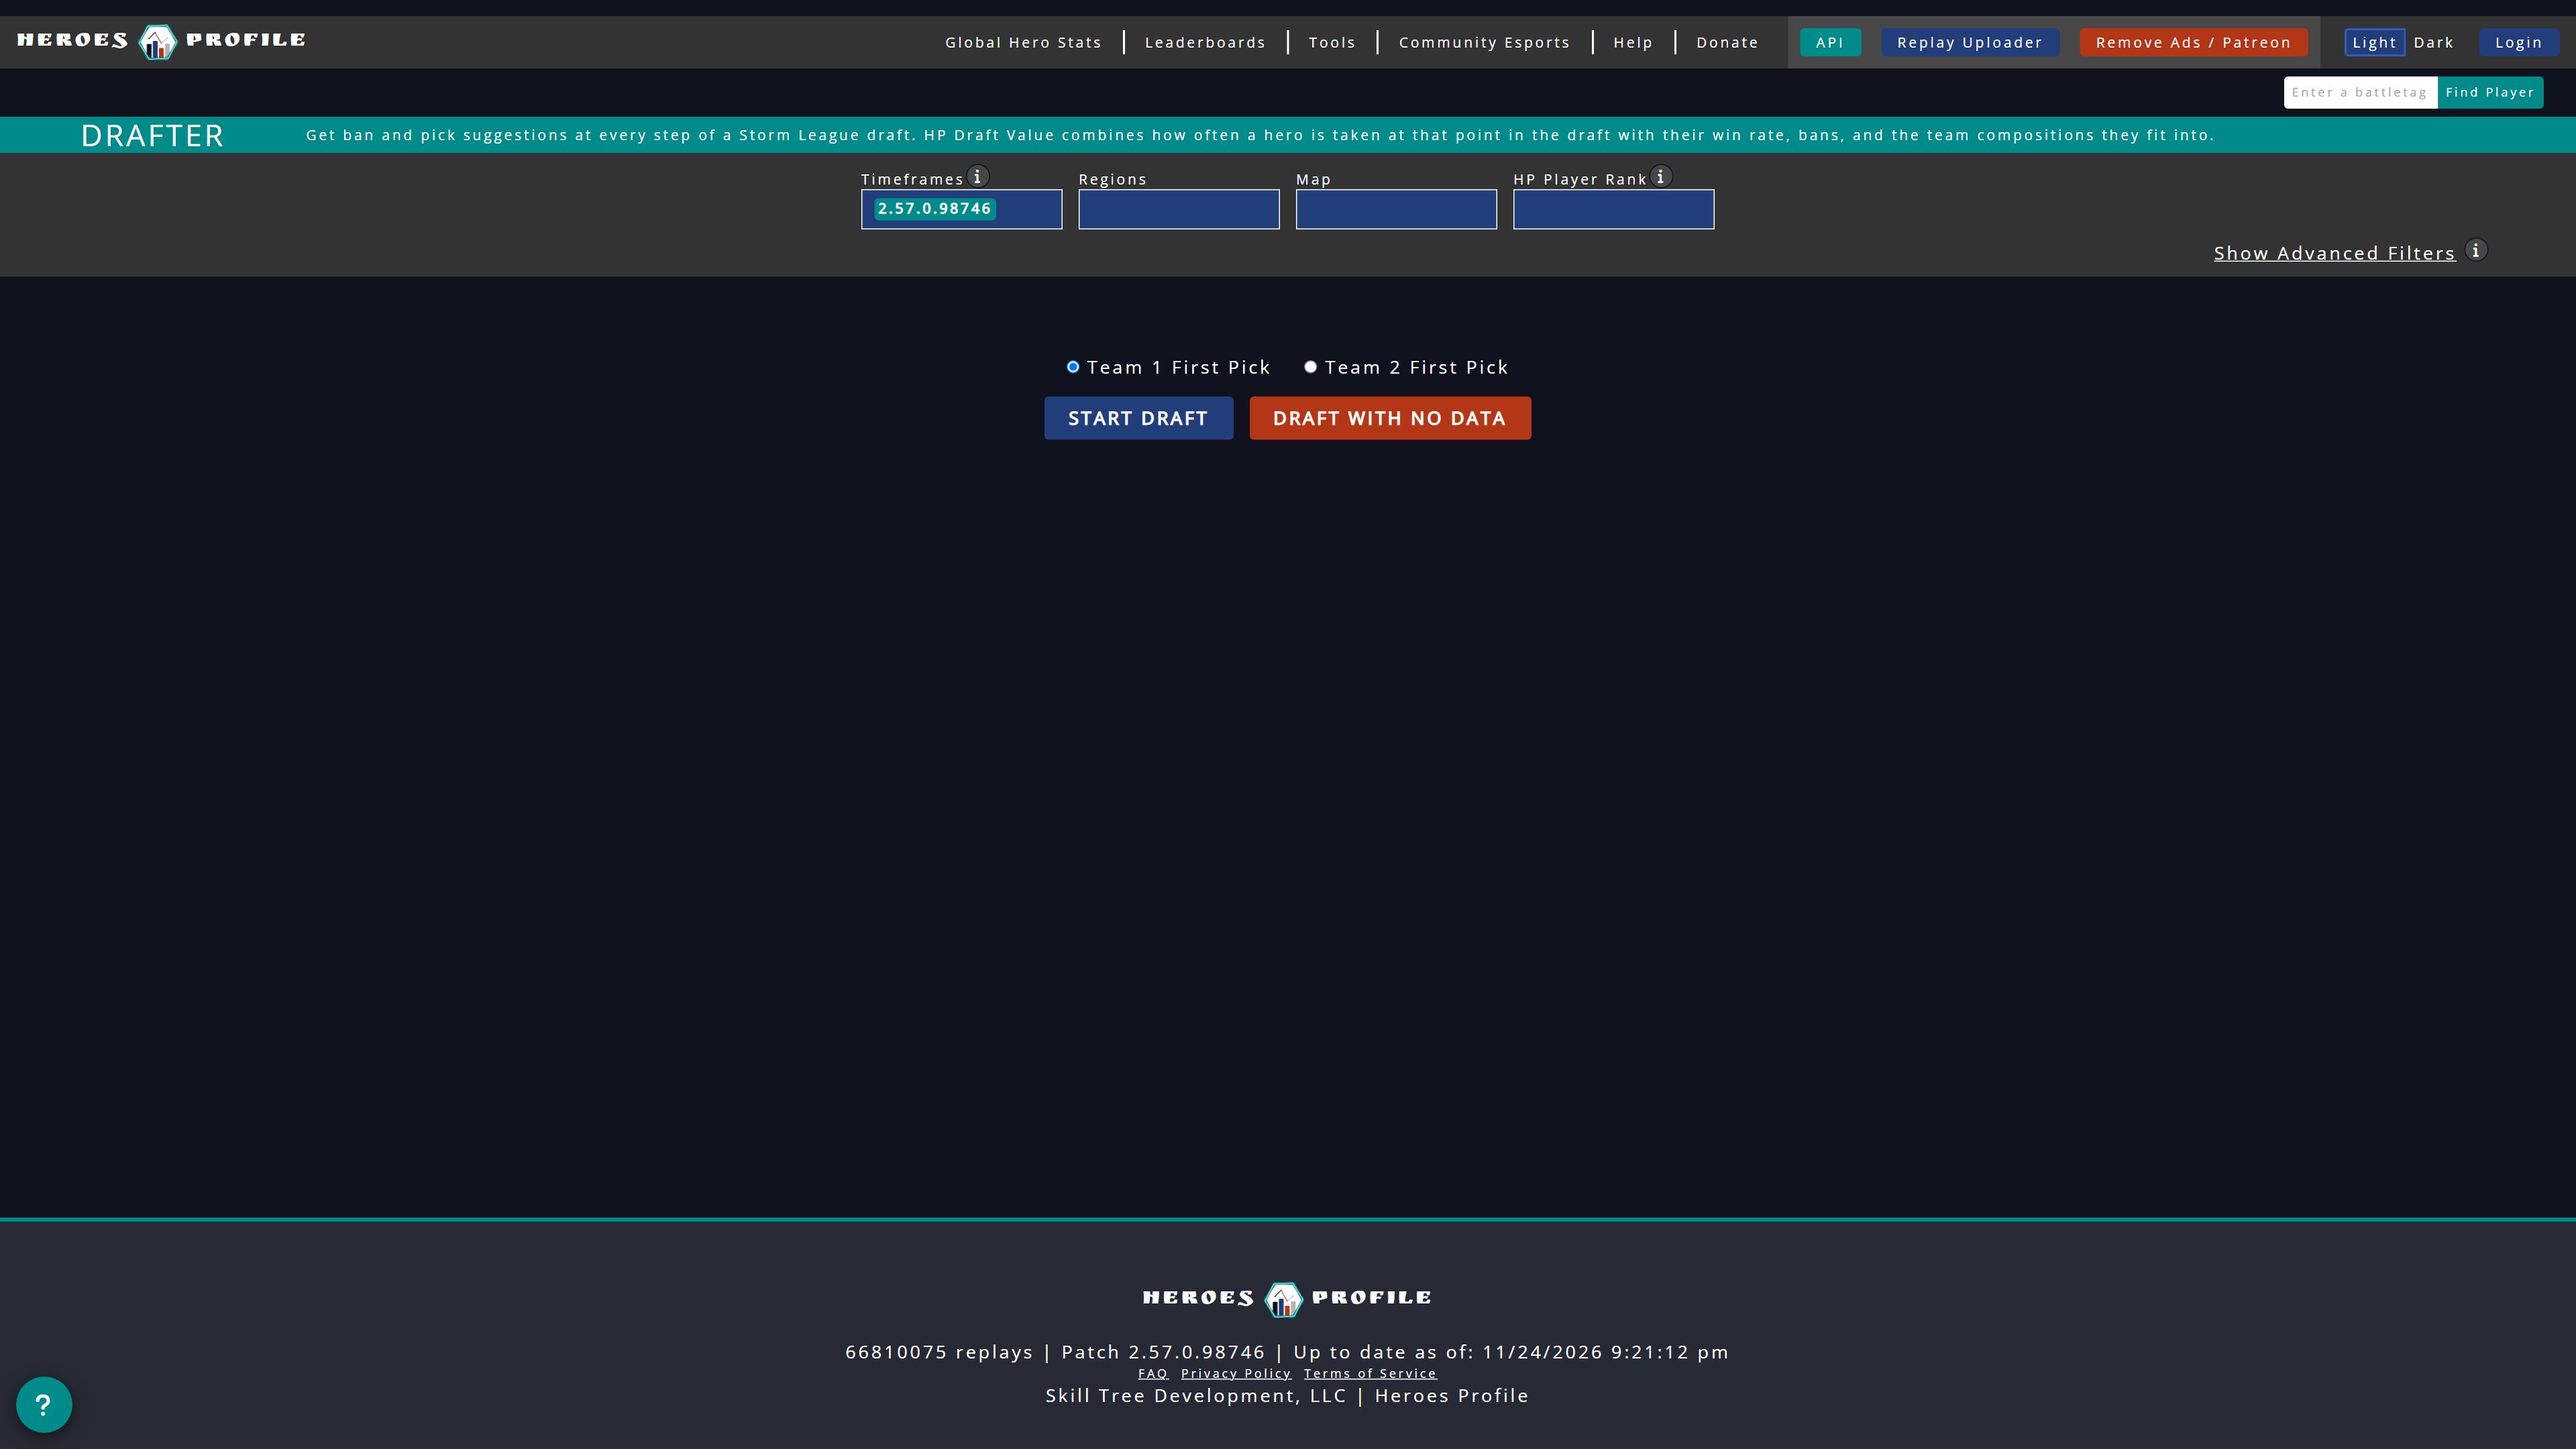 HEROES PROFILE
Global Hero Stats Leaderboards Tools Community Esports Help Donate API Replay Uploader Remove Ads / Patreon Light Dark Login
Enter a battletag Find Player
DRAFTER Get ban and pick suggestions at every step of a Storm League draft. HP Draft Value combines how often a hero is taken at that point in the draft with their win rate, bans, and the team compositions they fit into.
Timeframes i Regions Map HP Player Rank i
2.57.0.98746
Show Advanced Filters i
Team 1 First Pick Team 2 First Pick
START DRAFT DRAFT WITH NO DATA
HEROES PROFILE
66810075 replays | Patch 2.57.0.98746 | Up to date as of: 11/24/2026 9:21:12 pm
FAQ Privacy Policy Terms of Service
Skill Tree Development, LLC | Heroes Profile
?